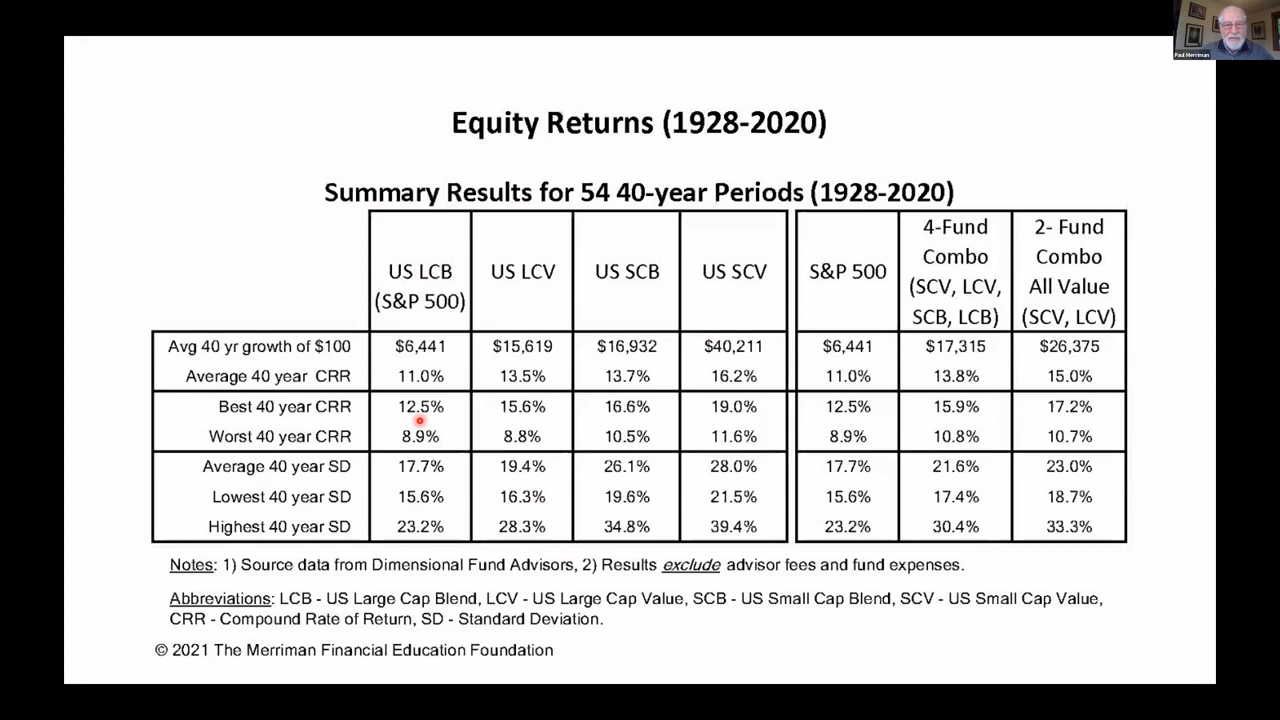 Paul Merriman
Equity Returns (1928-2020)
Summary Results for 54 40-year Periods (1928-2020)
US LCB (S&P 500) US LCV US SCB US SCV S&P 500 4-Fund Combo (SCV, LCV, SCB, LCB) 2- Fund Combo All Value (SCV, LCV)
Avg 40 yr growth of $100 $6,441 $15,619 $16,932 $40,211 $6,441 $17,315 $26,375
Average 40 year CRR 11.0% 13.5% 13.7% 16.2% 11.0% 13.8% 15.0%
Best 40 year CRR 12.5% 15.6% 16.6% 19.0% 12.5% 15.9% 17.2%
Worst 40 year CRR 8.9% 8.8% 10.5% 11.6% 8.9% 10.8% 10.7%
Average 40 year SD 17.7% 19.4% 26.1% 28.0% 17.7% 21.6% 23.0%
Lowest 40 year SD 15.6% 16.3% 19.6% 21.5% 15.6% 17.4% 18.7%
Highest 40 year SD 23.2% 28.3% 34.8% 39.4% 23.2% 30.4% 33.3%
Notes: 1) Source data from Dimensional Fund Advisors, 2) Results exclude advisor fees and fund expenses.
Abbreviations: LCB - US Large Cap Blend, LCV - US Large Cap Value, SCB - US Small Cap Blend, SCV - US Small Cap Value,
CRR - Compound Rate of Return, SD - Standard Deviation.
© 2021 The Merriman Financial Education Foundation